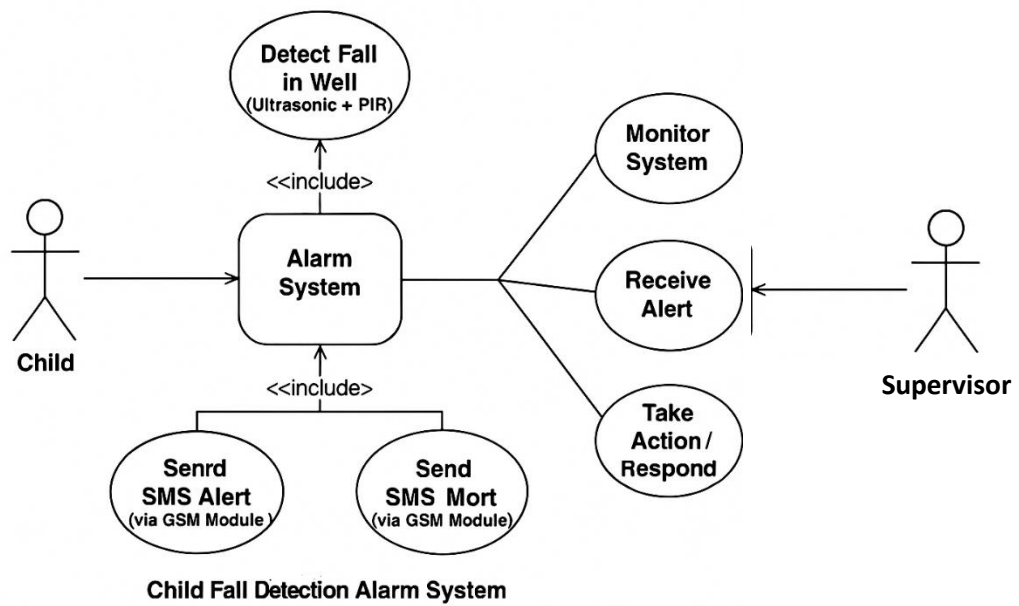 Detect Fall
in Well
(Ultrasonic + PIR)
<<include>
Alarm
System
Child
<<include>
Senrd
SMS Alert
(via GSM Module )
Send
SMS Mort
(via GSM Module)
Monitor
System
Receive
Alert
Take
Action /
Respond
Supervisor
Child Fall Detection Alarm System